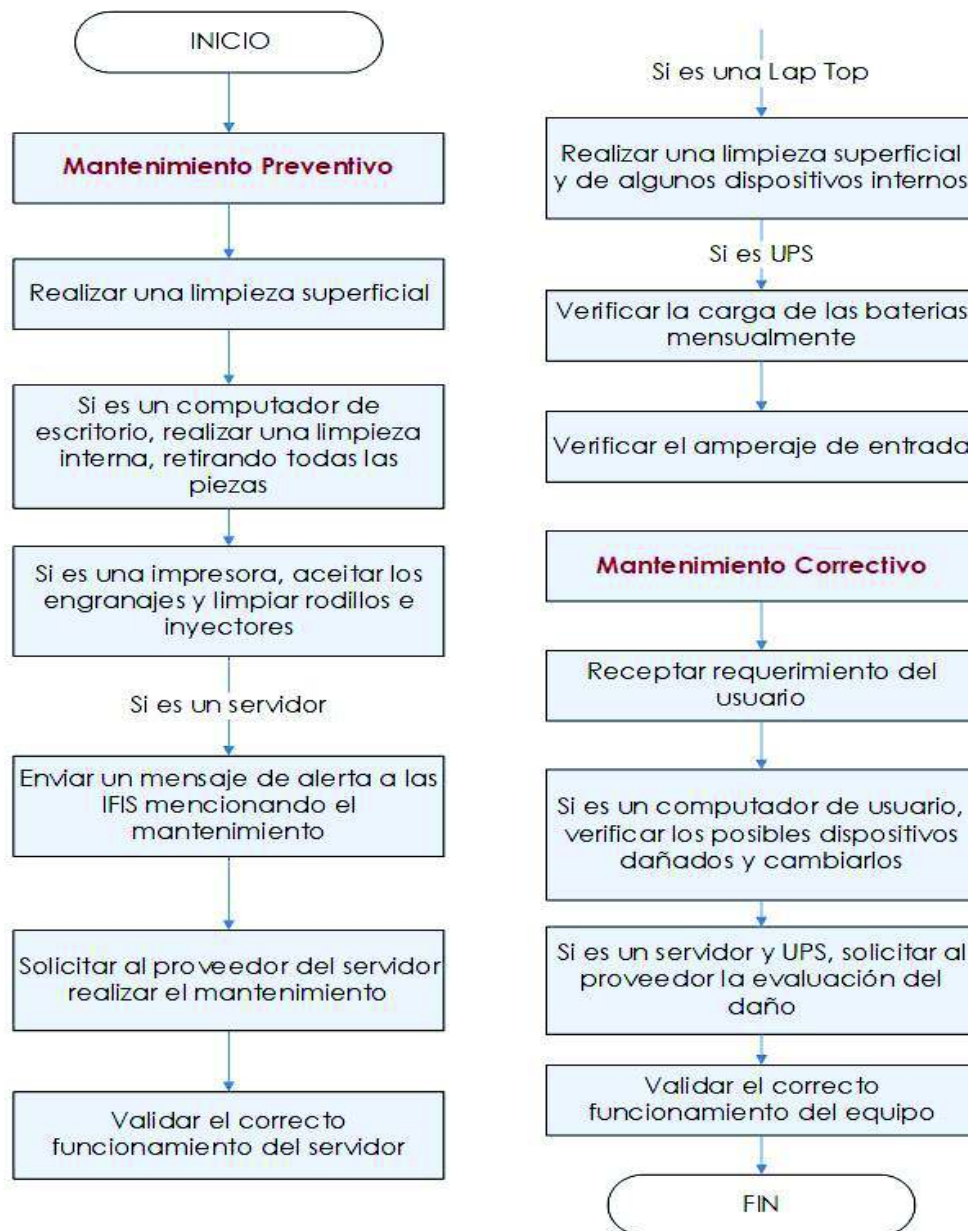 INICIO
Mantenimiento Preventivo
Realizar una limpieza superficial
Si es un computador de
escritorio, realizar una limpieza
interna, retirando todas las
piezas
Si es una impresora, aceitar los
engranajes y limpiar rodillos e
inyectores
Si es un servidor
Enviar un mensaje de alerta a las
IFIS mencionando el
mantenimiento
Solicitar al proveedor del servidor
realizar el mantenimiento
Validar el correcto
funcionamiento del servidor
Si es una Lap Top
Realizar una limpieza superficial
y de algunos dispositivos internos
Si es UPS
Verificar la carga de las baterias
mensualmente
Verificar el amperaje de entrada
Mantenimiento Correctivo
Receptar requerimiento del
usuario
Si es un computador de usuario,
verificar los posibles dispositivos
dañados y cambiarlos
Si es un servidor y UPS, solicitar al
proveedor la evaluación del
daño
Validar el correcto
funcionamiento del equipo
FIN